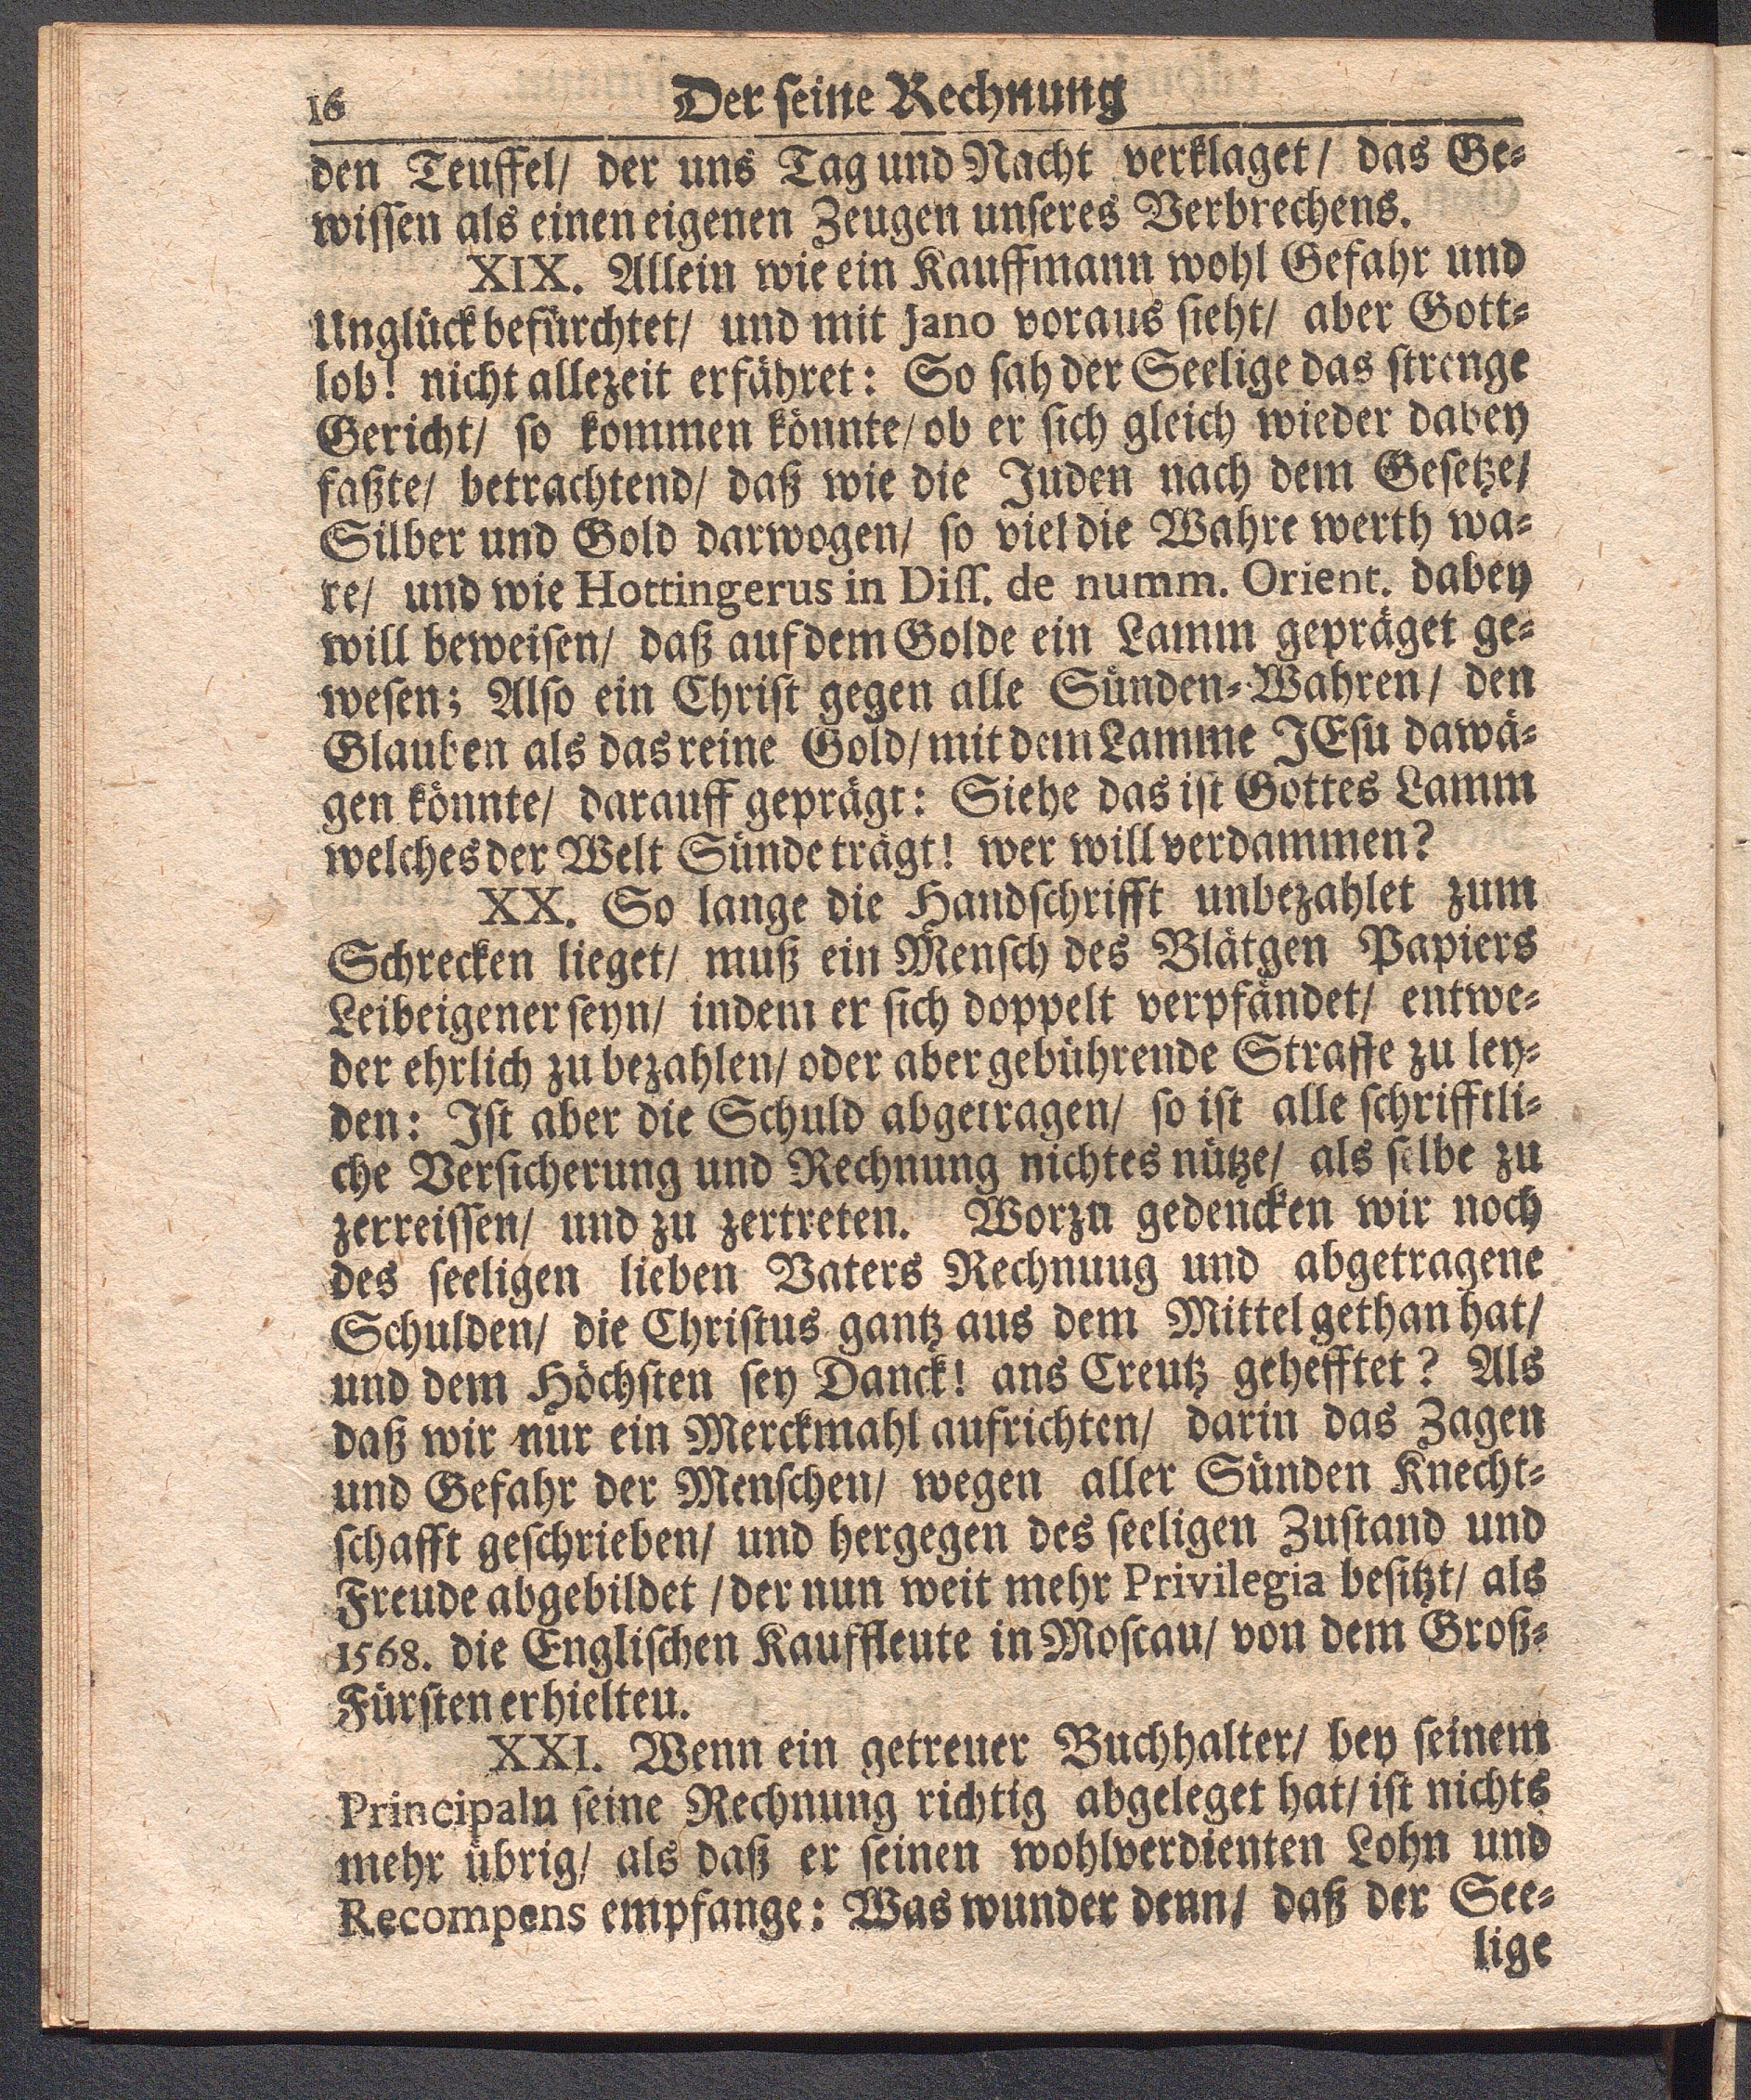 16 Der ſeine Rechnung
den Teuffel/ der uns Tag und Nacht verklaget/ das Ge-
wiſſen als einen eigenen Zeugen unſeres Verbrechens.
XIX. Allein wie ein Kauffmann wohl Gefahr und
Unglück befürchtet/ und mit Jano voraus ſieht/ aber Gott-
lob! nicht allezeit erfähret: So ſah der Seelige das ſtrenge
Gericht/ ſo kommen könnte/ ob er ſich gleich wieder dabey
faßte/ betrachtend/ daß wie die Juden nach dem Geſetze/
Silber und Gold darwogen/ ſo viel die Wahre werth wa-
re/ und wie Hottingerus in Diſſ. de numm. Orient. dabey
will beweiſen/ daß auf dem Golde ein Lamm gepräget ge-
weſen; Alſo ein Chriſt gegen alle Sünden-Wahren/ den
Glauben als das reine Gold/ mit dem Lamme JEſu dawä-
gen könnte/ darauff geprägt: Siehe das iſt Gottes Lamm
welches der Welt Sünde trägt! wer will verdammen?
XX. So lange die Handſchrifft unbezahlet zum
Schrecken lieget/ muß ein Menſch des Blätgen Papiers
Leibeigener ſeyn/ indem er ſich doppelt verpfändet/ entwe-
der ehrlich zu bezahlen/ oder aber gebührende Straffe zu ley-
den: Iſt aber die Schuld abgetragen/ ſo iſt alle ſchrifftli-
che Verſicherung und Rechnung nichtes nütze/ als ſelbe zu
zerreiſſen/ und zu zertreten. Worzu gedencken wir noch
des ſeeligen lieben Vaters Rechnuug und abgetragene
Schulden/ die Chriſtus gantz aus dem Mittel gethan hat/
und dem Höchſten ſey Danck! ans Creutz gehefftet? Als
daß wir nur ein Merckmahl aufrichten/ darin das Zagen
und Gefahr der Menſchen/ wegen aller Sünden Knecht-
ſchafft geſchrieben/ und hergegen des ſeeligen Zuſtand und
Freude abgebildet / der nun weit mehr Privilegia beſitzt/ als
1568. die Engliſchen Kauffleute in Moſcau/ von dem Groß-
Fürſten erhielteu.
XXI. Wenn ein getreuer Buchhalter/ bey ſeinem
Principaln ſeine Rechnung richtig abgeleget hat/ iſt nichts
mehr übrig/ als daß er ſeinen wohlverdienten Lohn und
Recompens empfange: Was wunder denn/ daß der See-
lige